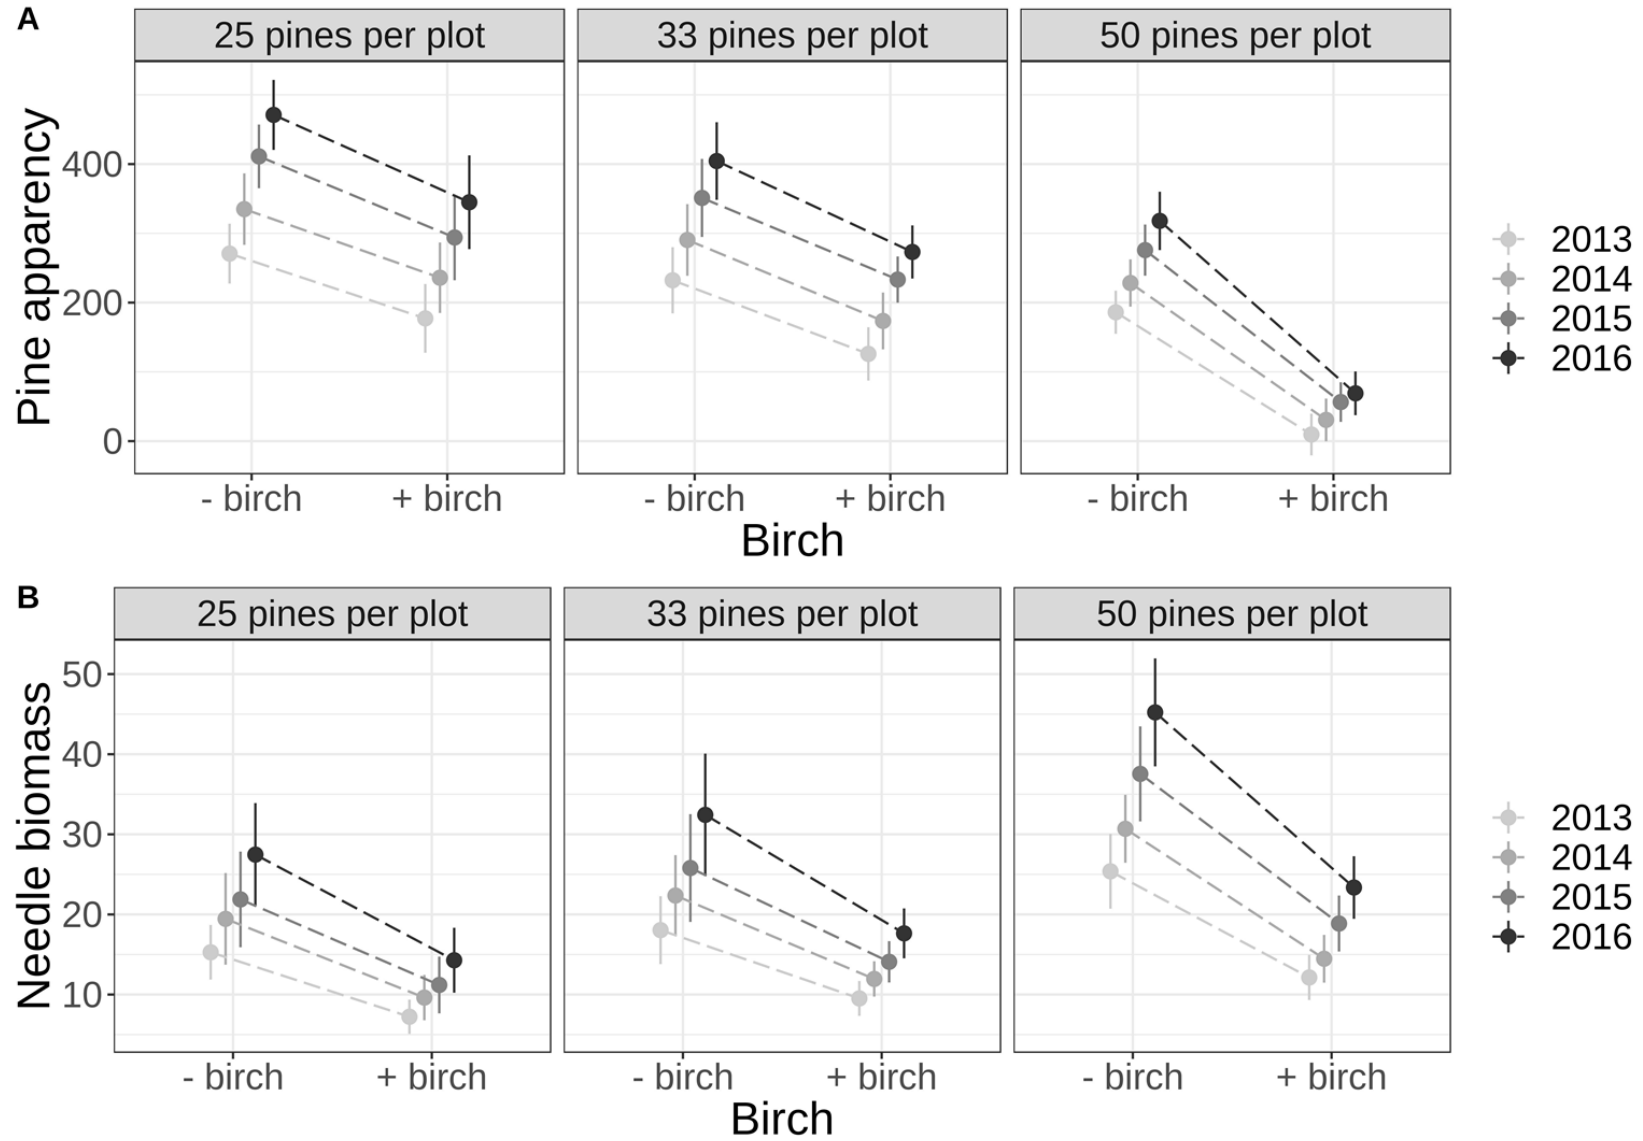 A
25 pines per plot 33 pines per plot 50 pines per plot
Pine apparency
400
200
0
- birch + birch - birch + birch - birch + birch
Birch
2013
2014
2015
2016
B
25 pines per plot 33 pines per plot 50 pines per plot
Needle biomass
50
40
30
20
10
- birch + birch - birch + birch - birch + birch
Birch
2013
2014
2015
2016